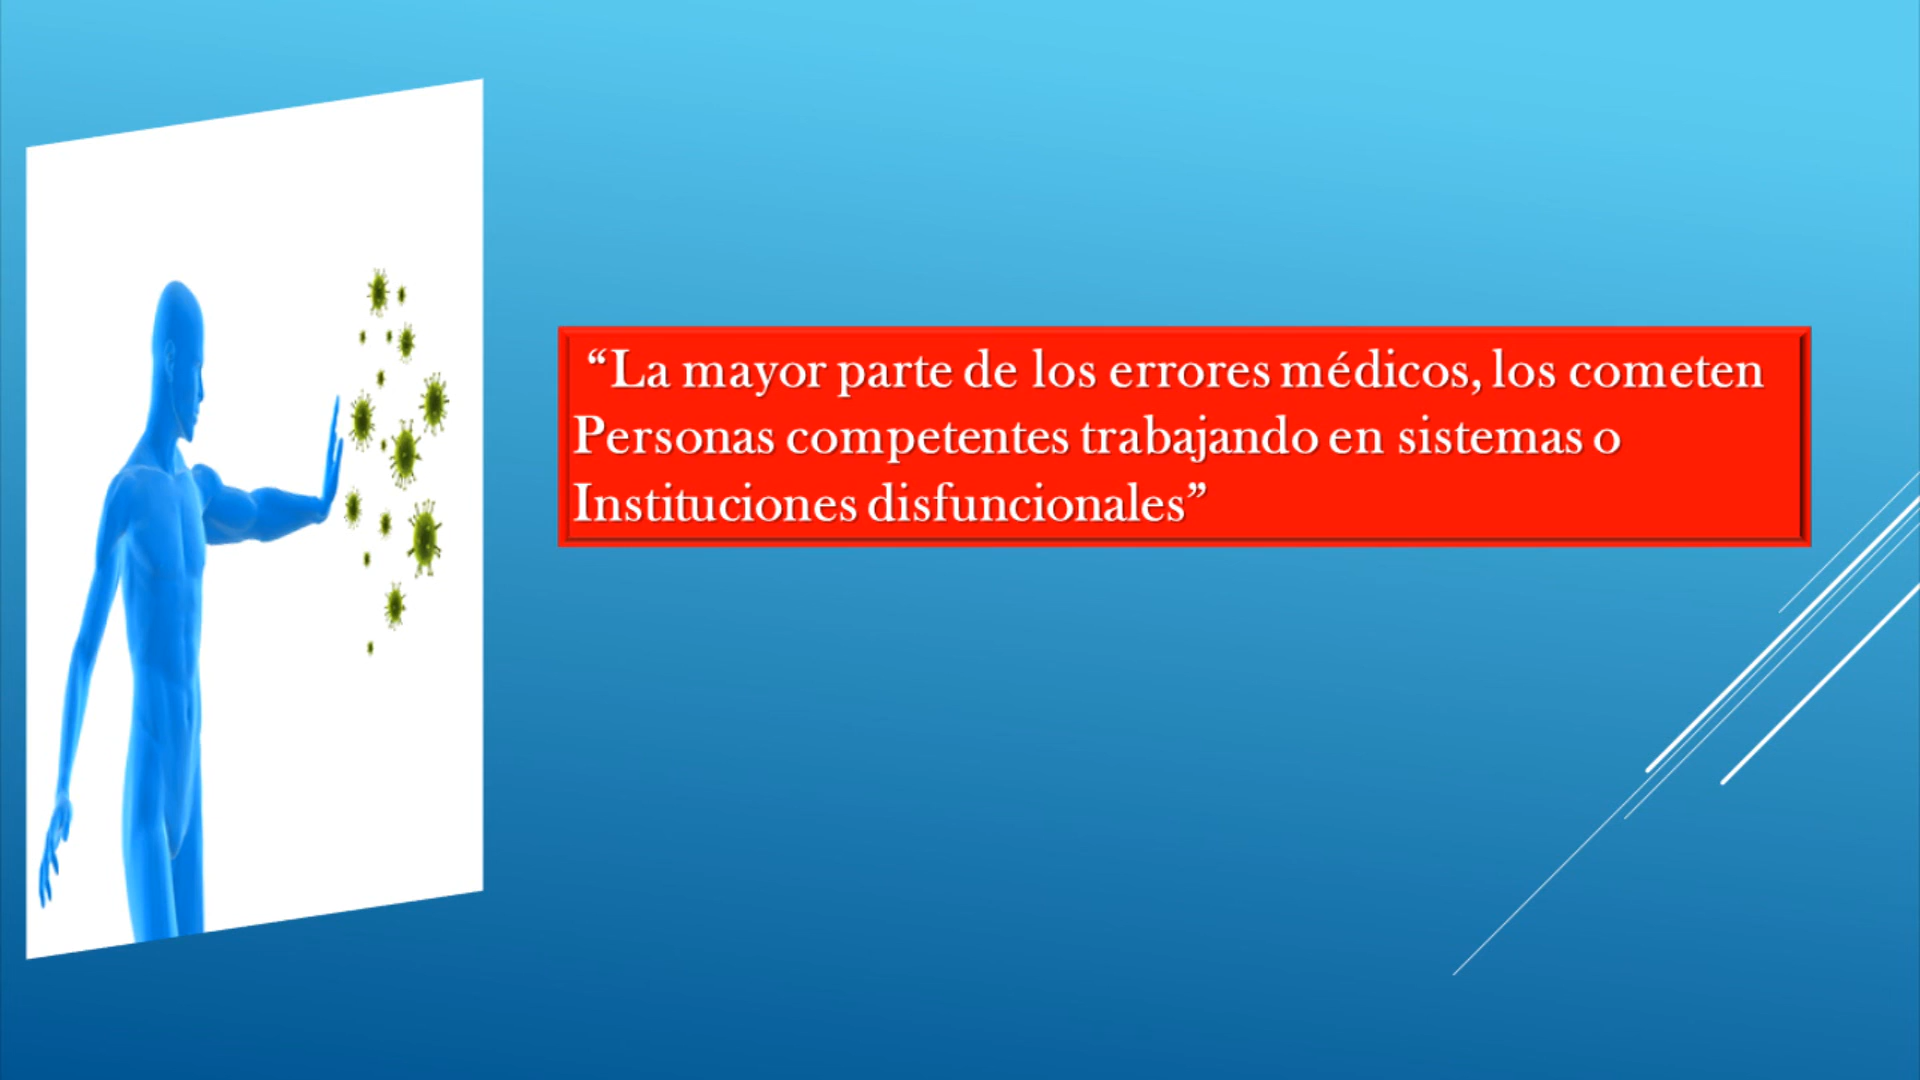 “La mayor parte de los errores médicos, los cometen
Personas competentes trabajando en sistemas o
Instituciones disfuncionales”